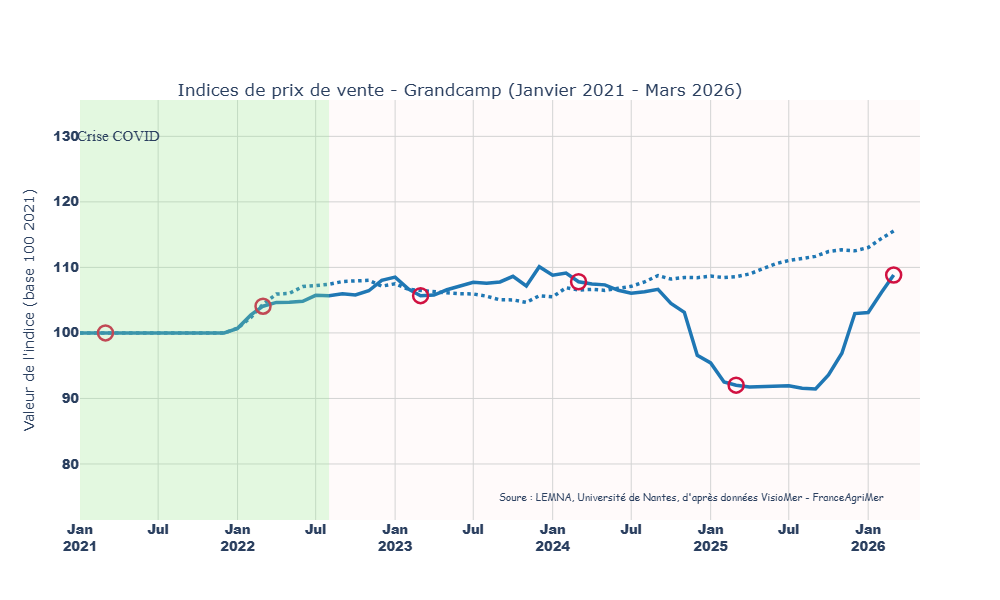 Indices de prix de vente - Grandcamp (Janvier 2021 - Mars 2026)
Valeur de l'indice (base 100 2021)
130
Crise COVID
120
110
100
90
80
Soure : LEMNA, Université de Nantes, d'après données VisioMer - FranceAgriMer
Jan Jul Jan Jul Jan Jul Jan Jul Jan Jul Jan
2021 2022 2023 2024 2025 2026